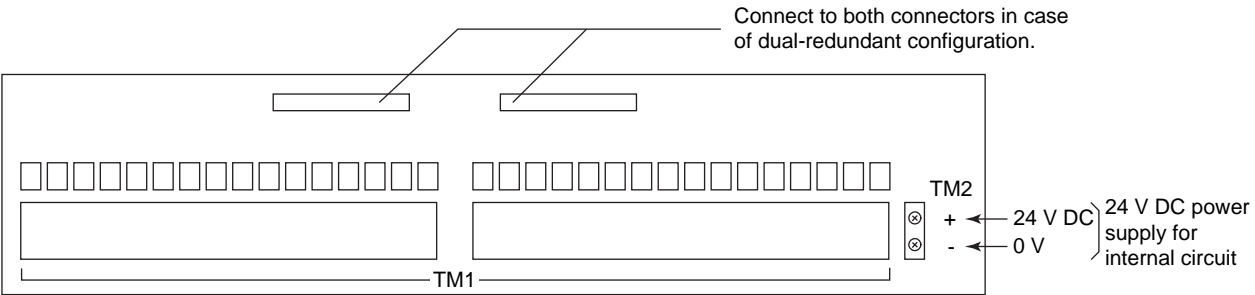 Connect to both connectors in case
of dual-redundant configuration.
TM2
+
24 V DC
-
0 V
24 V DC power
supply for
internal circuit
TM1